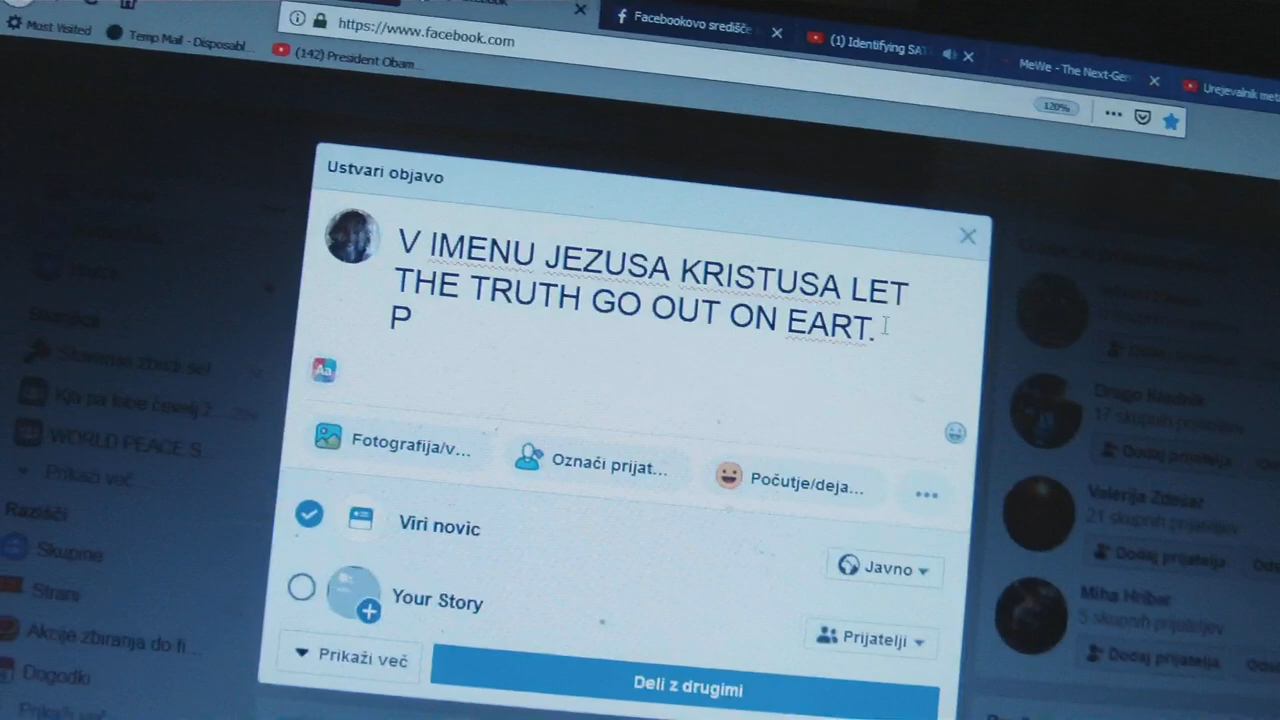 Most Visited
Temp Mail - Disposabl...
https://www.facebook.com
(142) President Obam...
Facebookovo središče
(1) Identifying SAT
MeWe - The Next-Gen
Urejevalnik met
120%
Ustvari objavo
V IMENU JEZUSA KRISTUSA LET
THE TRUTH GO OUT ON EART.
P
Aa
Fotografija/v...
Označi prijat...
Počutje/deja...
Viri novic
Javno
Your Story
Prijatelji
Prikaži več
Deli z drugimi
WORLD PEACE S
Prikaži več
Razišči
Skupine
Strani
Akcije zbiranja do fi...
Dogodki
Prikaži več
Drago Kladnik
17 skupnih prijateljev
Dodaj prijatelja
Valerija Zdešar
21 skupnih prijateljev
Dodaj prijatelja
Miha Hribar
5 skupnih prijateljev
Dodaj prijatelja